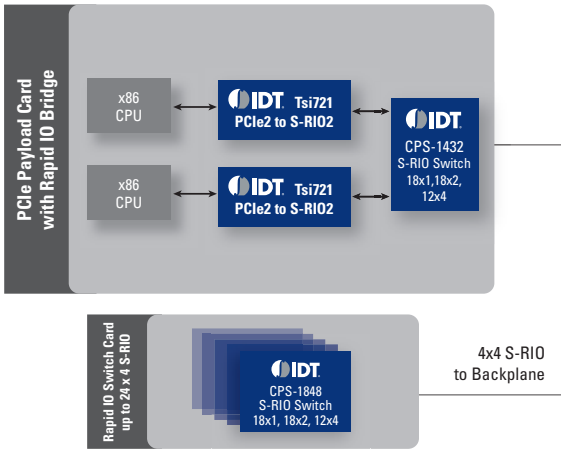 PCIe Payload Card
with Rapid IO Bridge
x86
CPU
IDT. Tsi721
PCIe2 to S-RIO2
x86
CPU
IDT. Tsi721
PCIe2 to S-RIO2
IDT.
CPS-1432
S-RIO Switch
18x1,18x2,
12x4
Rapid IO Switch Card
up to 24 x 4 S-RIO
IDT.
CPS-1848
S-RIO Switch
18x1, 18x2, 12x4
4x4 S-RIO
to Backplane